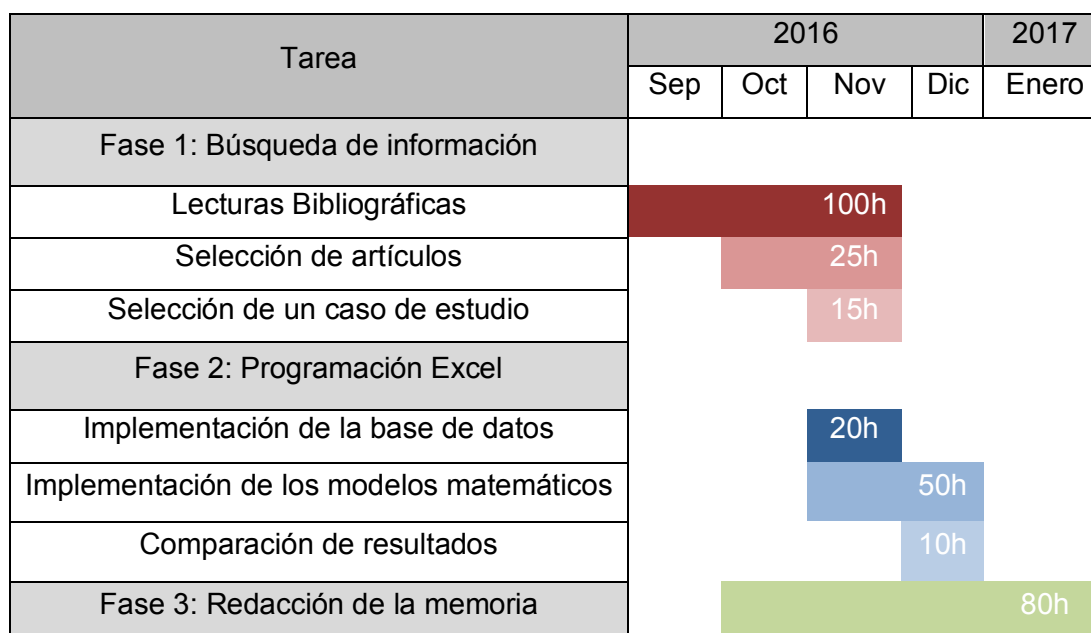 Tarea
2016
2017
Sep Oct Nov Dic Enero
Fase 1: Búsqueda de información
Lecturas Bibliográficas 100h
Selección de artículos 25h
Selección de un caso de estudio 15h
Fase 2: Programación Excel
Implementación de la base de datos 20h
Implementación de los modelos matemáticos 50h
Comparación de resultados 10h
Fase 3: Redacción de la memoria 80h